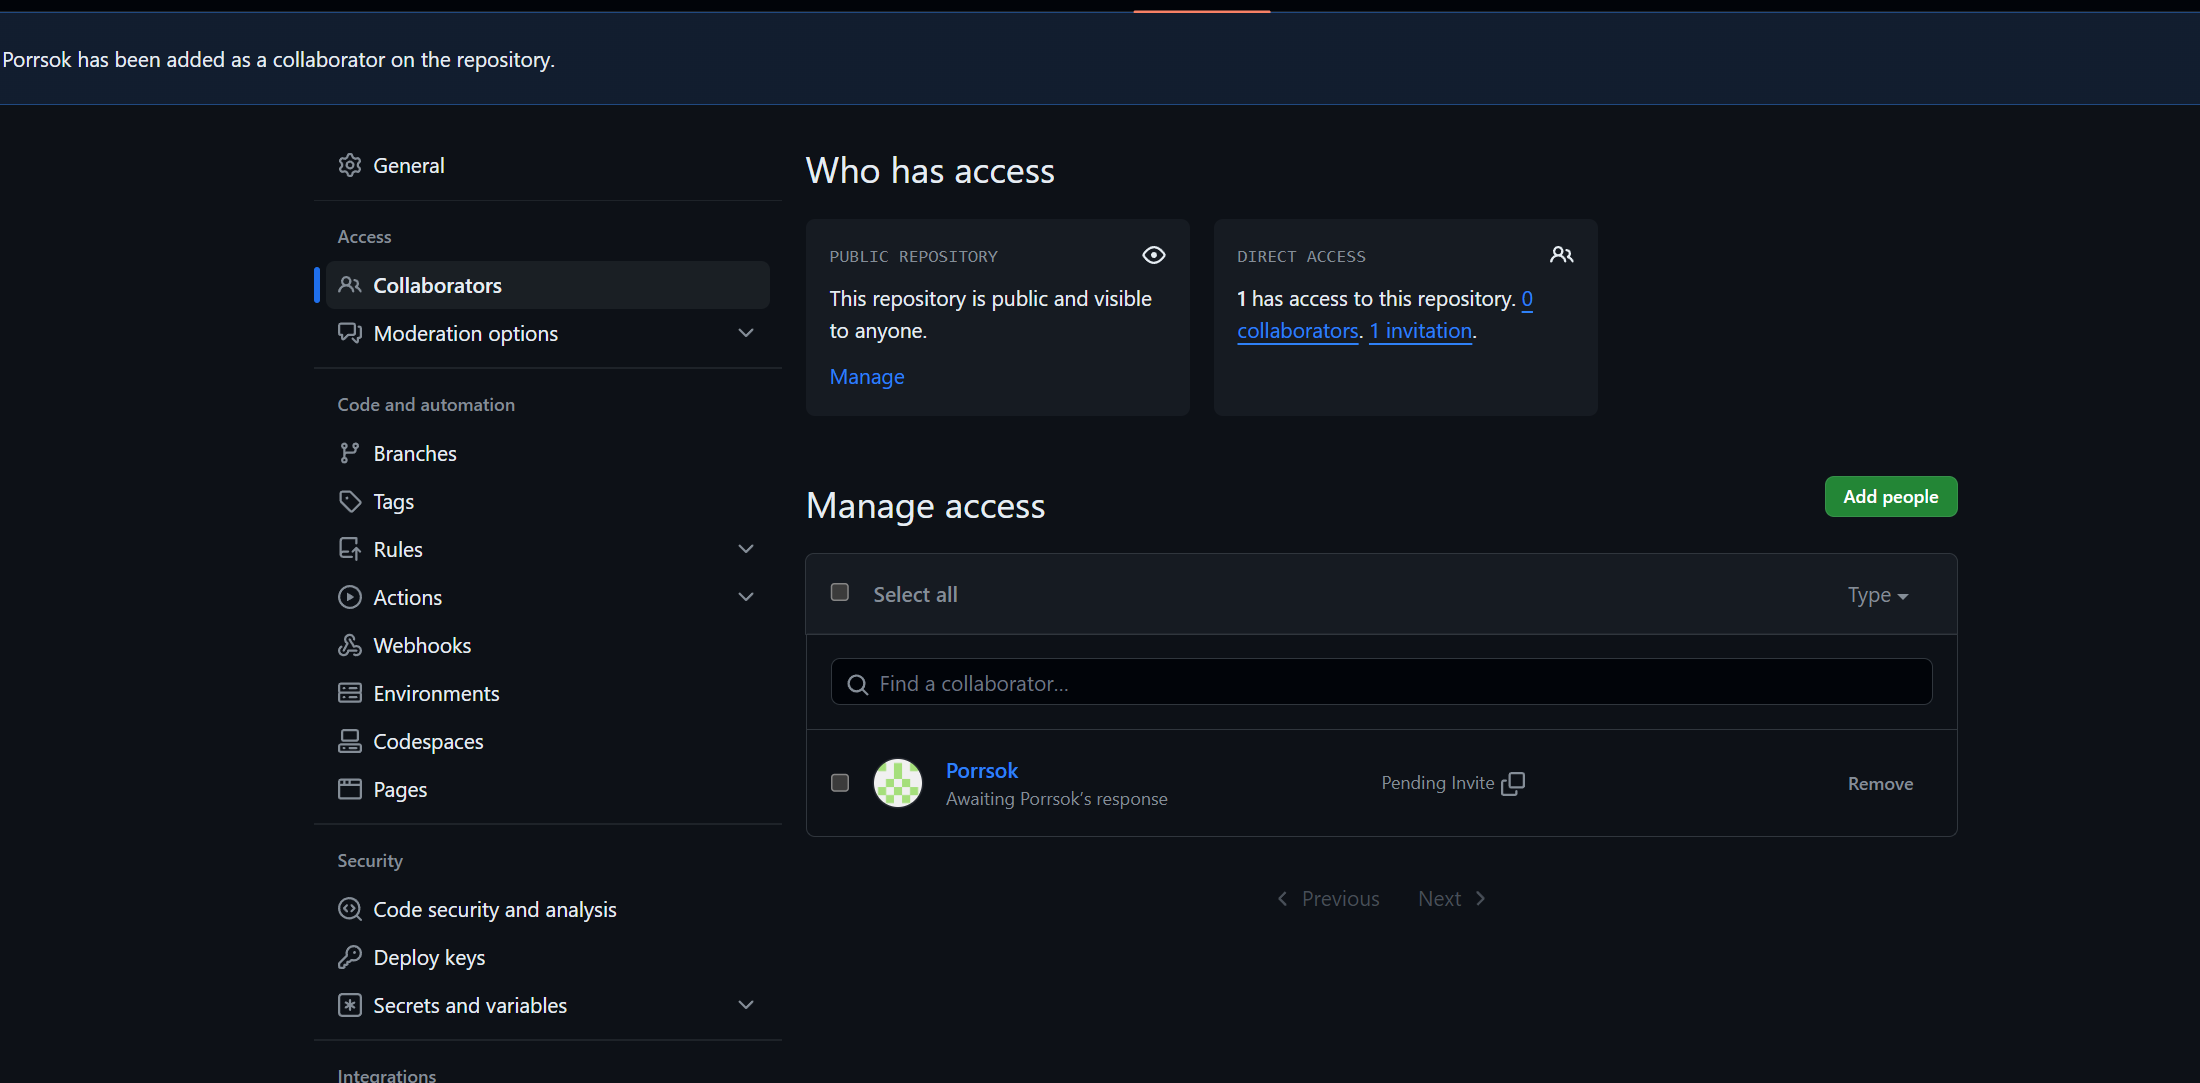 Porrsok has been added as a collaborator on the repository.
General
Access
Collaborators
Moderation options
Code and automation
Branches
Tags
Rules
Actions
Webhooks
Environments
Codespaces
Pages
Security
Code security and analysis
Deploy keys
Secrets and variables
Integrations
Who has access
PUBLIC REPOSITORY
This repository is public and visible
to anyone.
Manage
DIRECT ACCESS
1 has access to this repository. 0
collaborators. 1 invitation.
Manage access
Add people
Select all
Type
Find a collaborator...
Porrsok
Awaiting Porrsok’s response
Pending Invite
Remove
Previous
Next